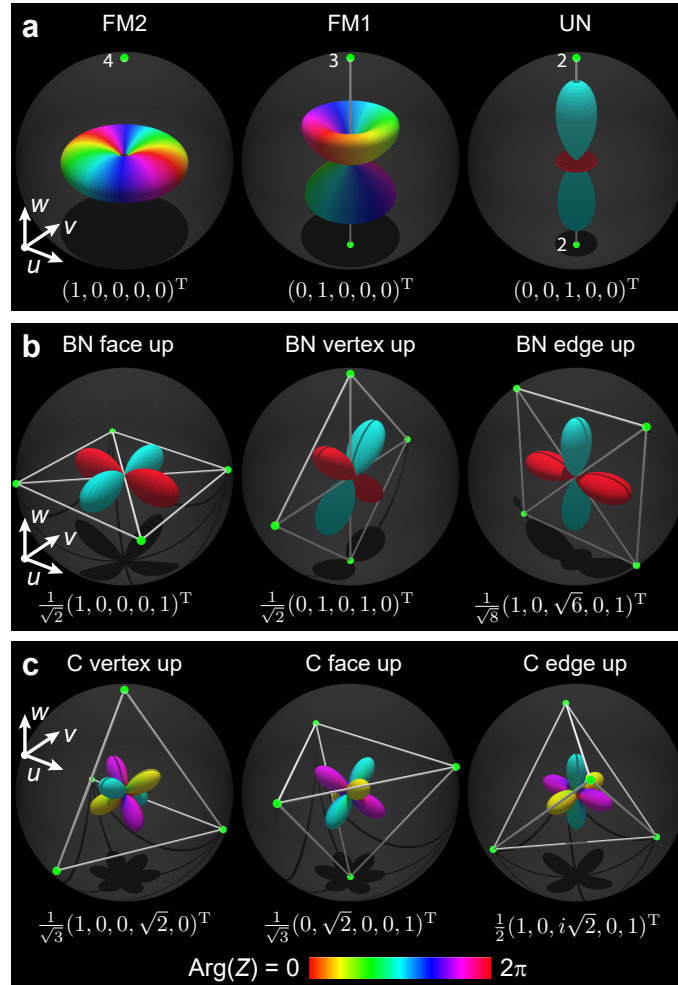 a FM2 FM1 UN
4 3 2
w
v
u
2
(1, 0, 0, 0, 0)ᵀ (0, 1, 0, 0, 0)ᵀ (0, 0, 1, 0, 0)ᵀ
b BN face up BN vertex up BN edge up
w
v
u
1/√2 (1, 0, 0, 0, 1)ᵀ 1/√2 (0, 1, 0, 1, 0)ᵀ 1/√8 (1, 0, √6, 0, 1)ᵀ
c C vertex up C face up C edge up
w
v
u
1/√3 (1, 0, 0, √2, 0)ᵀ 1/√3 (0, √2, 0, 0, 1)ᵀ 1/2 (1, 0, i√2, 0, 1)ᵀ
Arg(Z) = 0 2π